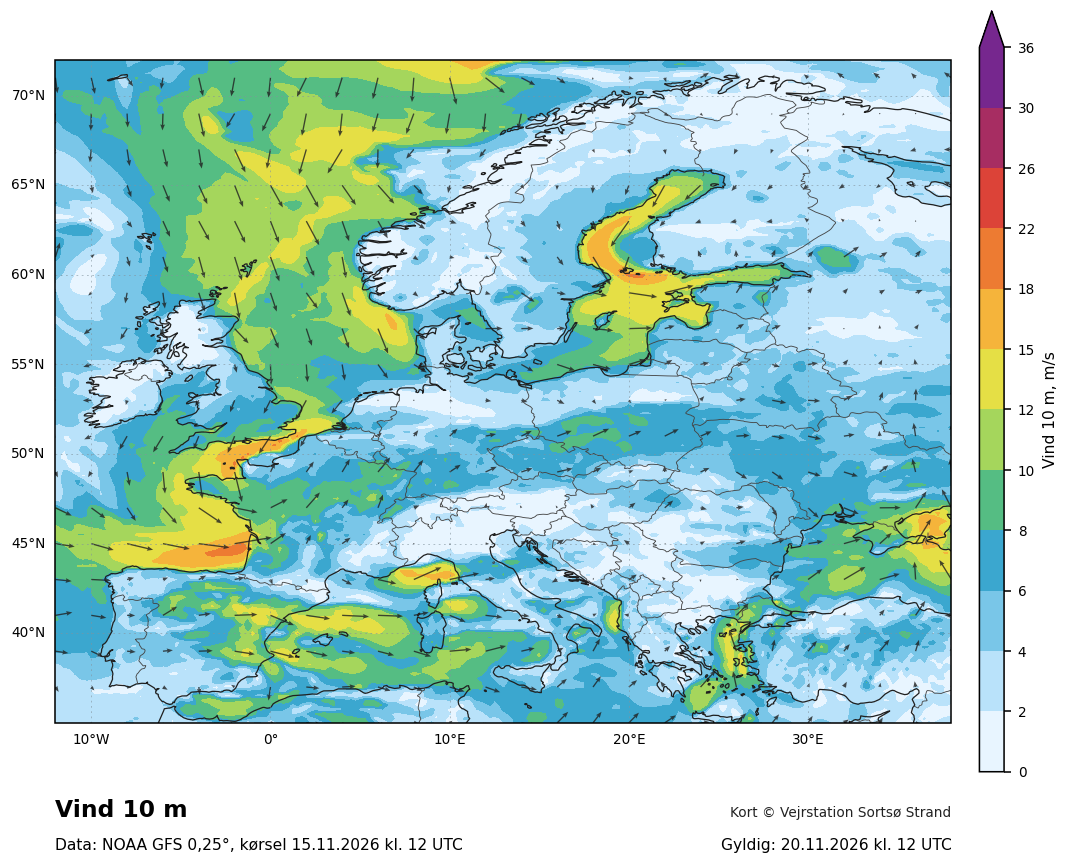 70°N
65°N
60°N
55°N
50°N
45°N
40°N
10°W
0°
10°E
20°E
30°E
36
30
26
22
18
15
12
10
8
6
4
2
0
Vind 10 m, m/s
Vind 10 m
Kort © Vejrstation Sortsø Strand
Data: NOAA GFS 0,25°, kørsel 15.11.2026 kl. 12 UTC
Gyldig: 20.11.2026 kl. 12 UTC